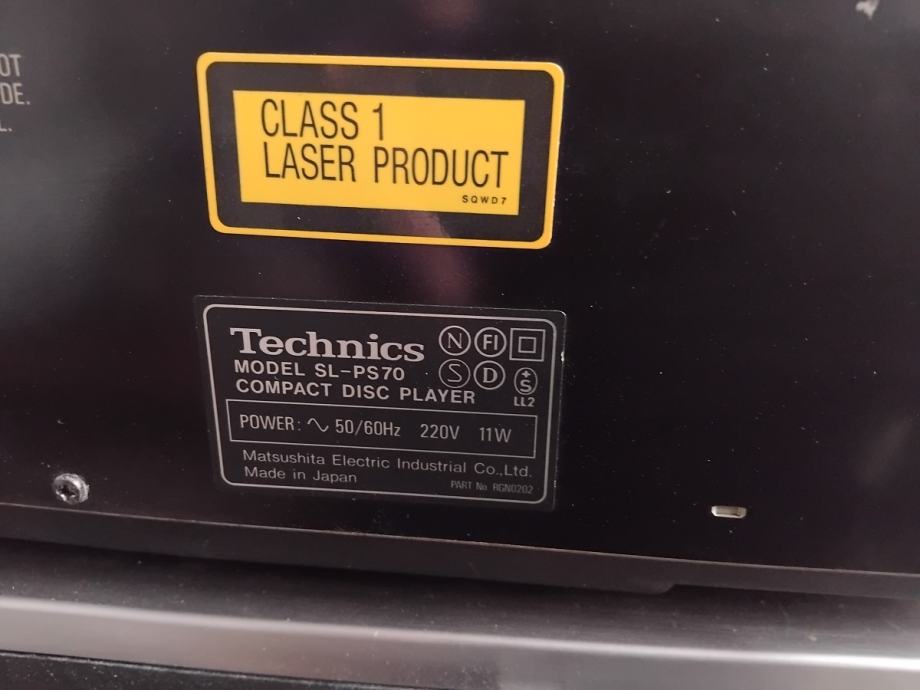 OT
DE.
L.
CLASS 1
LASER PRODUCT
SQWD7
Technics N FI
MODEL SL-PS70 S D +S
COMPACT DISC PLAYER LL2
POWER: ∿ 50/60Hz 220V 11W
Matsushita Electric Industrial Co.,Ltd.
Made in Japan PART No. RGN0202